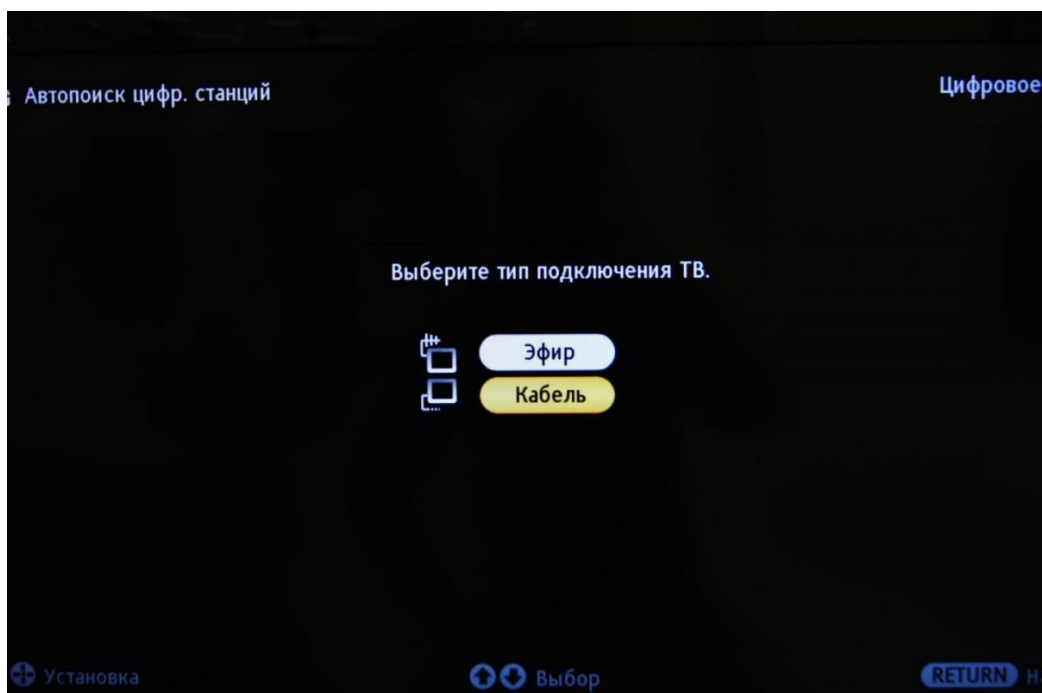 Автопоиск цифр. станций
Цифровое
Выберите тип подключения ТВ.
Эфир
Кабель
Установка
Выбор
RETURN